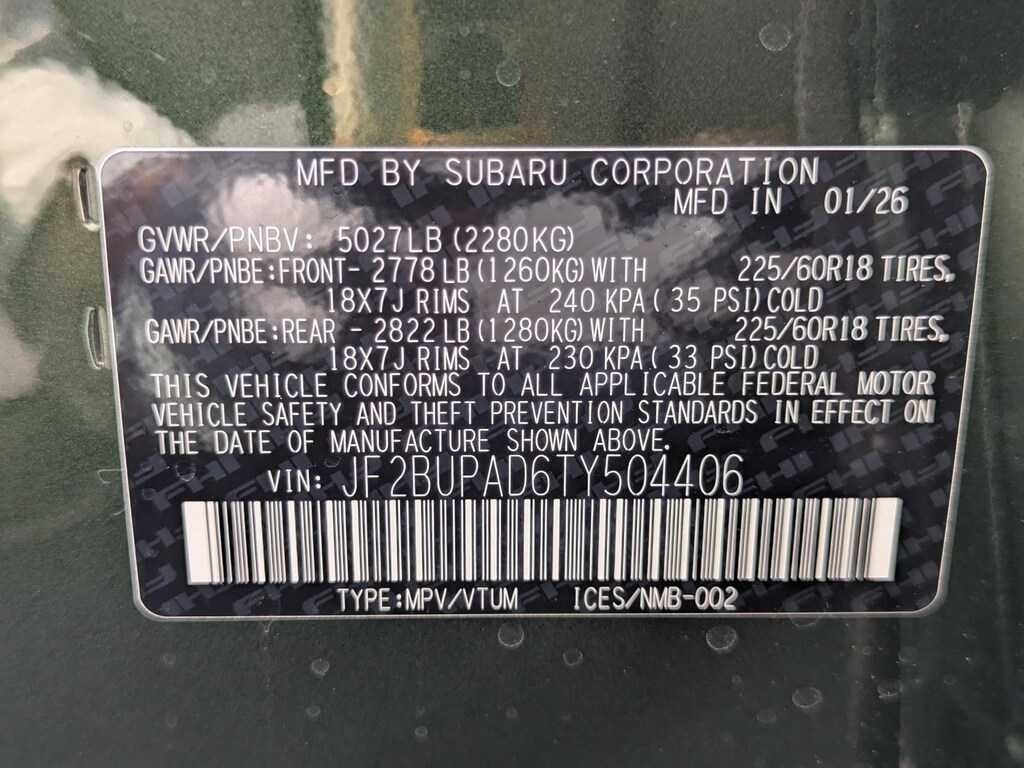 MFD BY SUBARU CORPORATION
MFD IN 01/26
GVWR/PNBV: 5027LB (2280KG)
GAWR/PNBE:FRONT- 2778 LB (1260KG) WITH 225/60R18 TIRES,
18X7J RIMS AT 240 KPA ( 35 PSI) COLD
GAWR/PNBE:REAR - 2822 LB (1280KG) WITH 225/60R18 TIRES,
18X7J RIMS AT 230 KPA ( 33 PSI) COLD
THIS VEHICLE CONFORMS TO ALL APPLICABLE FEDERAL MOTOR
VEHICLE SAFETY AND THEFT PREVENTION STANDARDS IN EFFECT ON
THE DATE OF MANUFACTURE SHOWN ABOVE.
VIN: JF2BUPAD6TY504406
TYPE:MPV/VTUM ICES/NMB-002